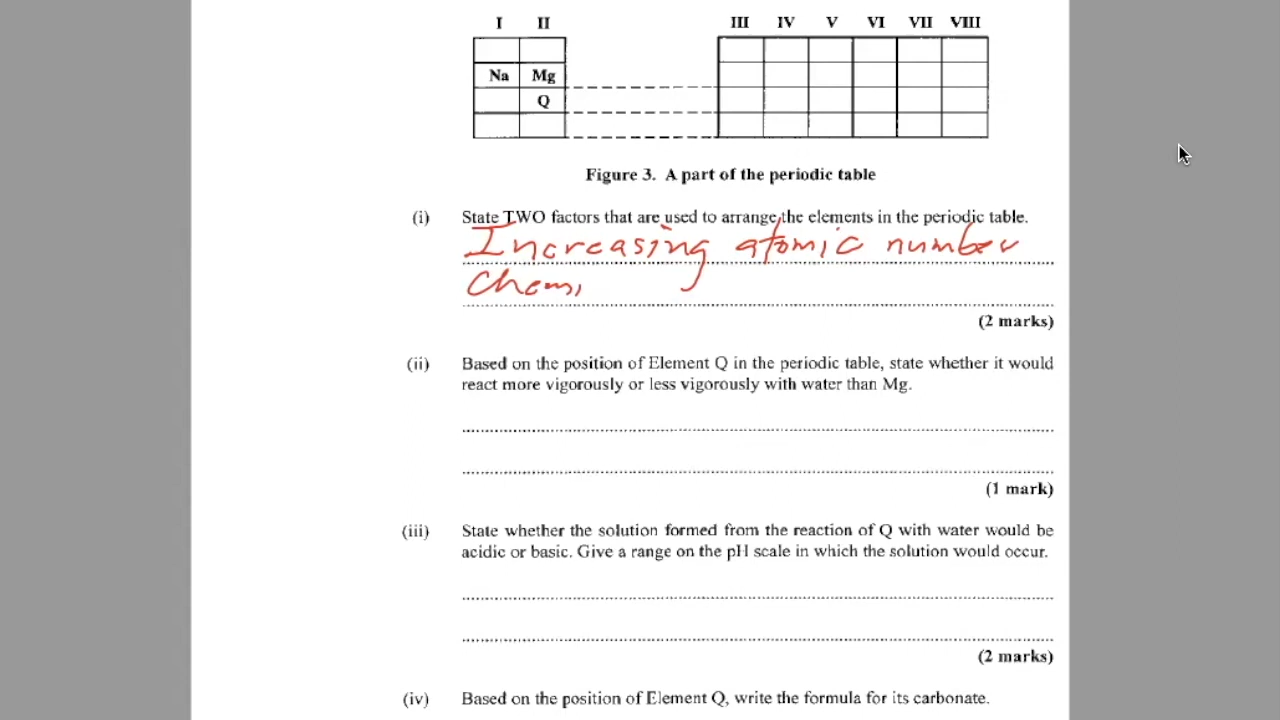 I II III IV V VI VII VIII
Na Mg
Q
Figure 3. A part of the periodic table
(i) State TWO factors that are used to arrange the elements in the periodic table.
Increasing atomic number
Chemi
(2 marks)
(ii) Based on the position of Element Q in the periodic table, state whether it would
react more vigorously or less vigorously with water than Mg.
(1 mark)
(iii) State whether the solution formed from the reaction of Q with water would be
acidic or basic. Give a range on the pH scale in which the solution would occur.
(2 marks)
(iv) Based on the position of Element Q, write the formula for its carbonate.